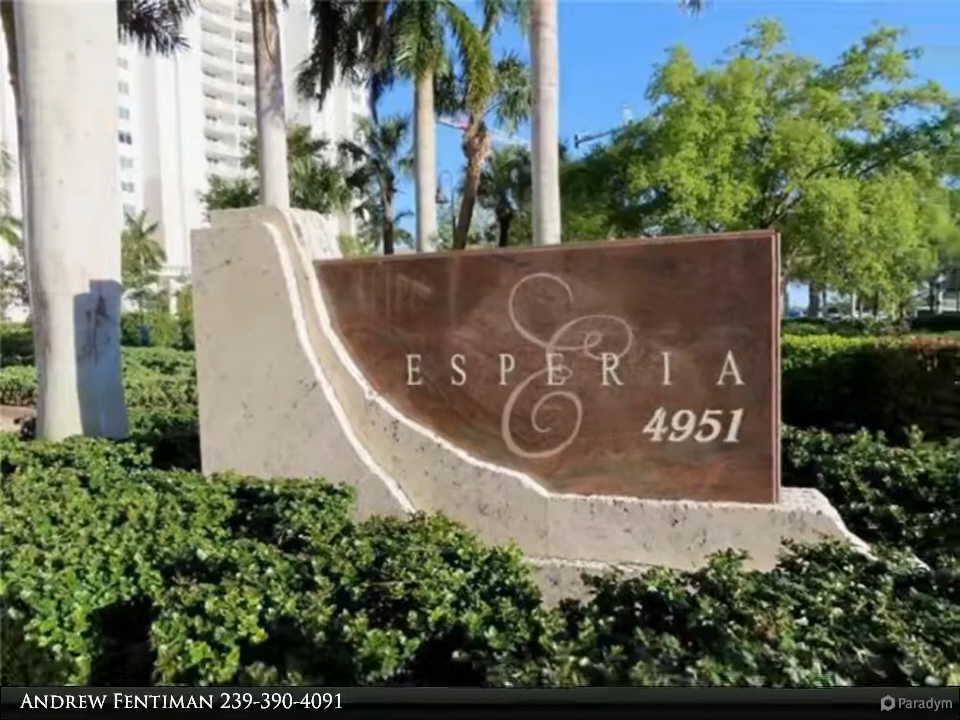 E
ESPERIA
4951
ANDREW FENTIMAN 239-390-4091
Paradym